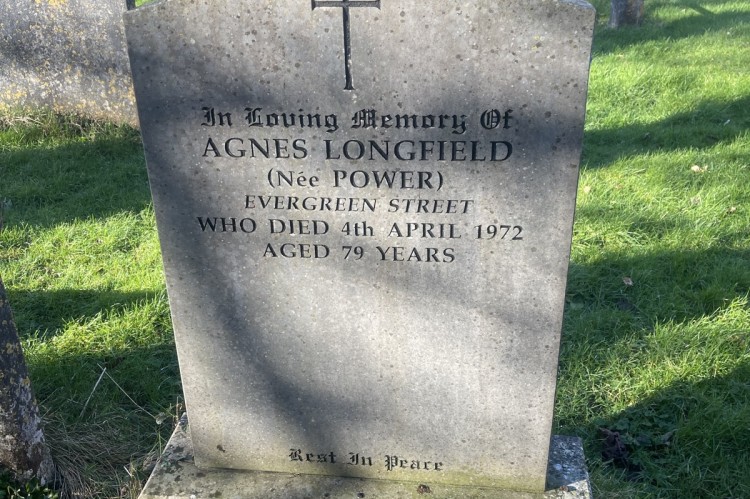 In Loving Memory Of
AGNES LONGFIELD
(Née POWER)
EVERGREEN STREET
WHO DIED 4th APRIL 1972
AGED 79 YEARS
Rest In Peace